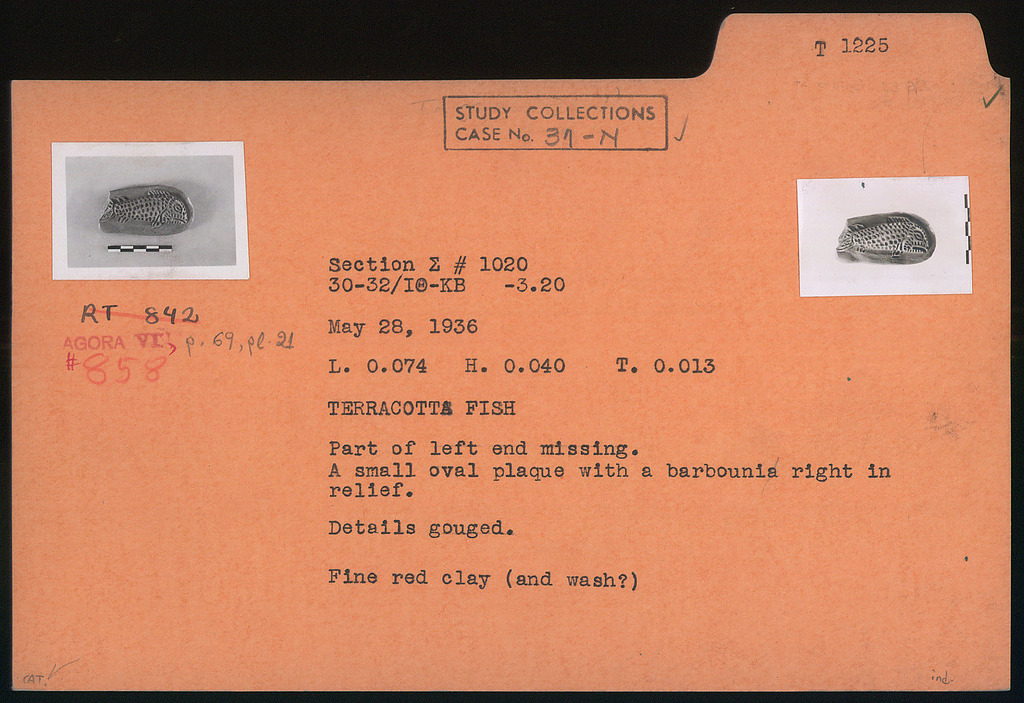 T 1225
STUDY COLLECTIONS
CASE No. 31-N
Section Σ # 1020
30-32/ΙΘ-ΚΒ -3.20
RT 842
May 28, 1936
AGORA VI, p. 69, pl. 21
# 858
L. 0.074 H. 0.040 T. 0.013
TERRACOTTA FISH
Part of left end missing.
A small oval plaque with a barbounia right in
relief.
Details gouged.
Fine red clay (and wash?)
CAT.
ind.